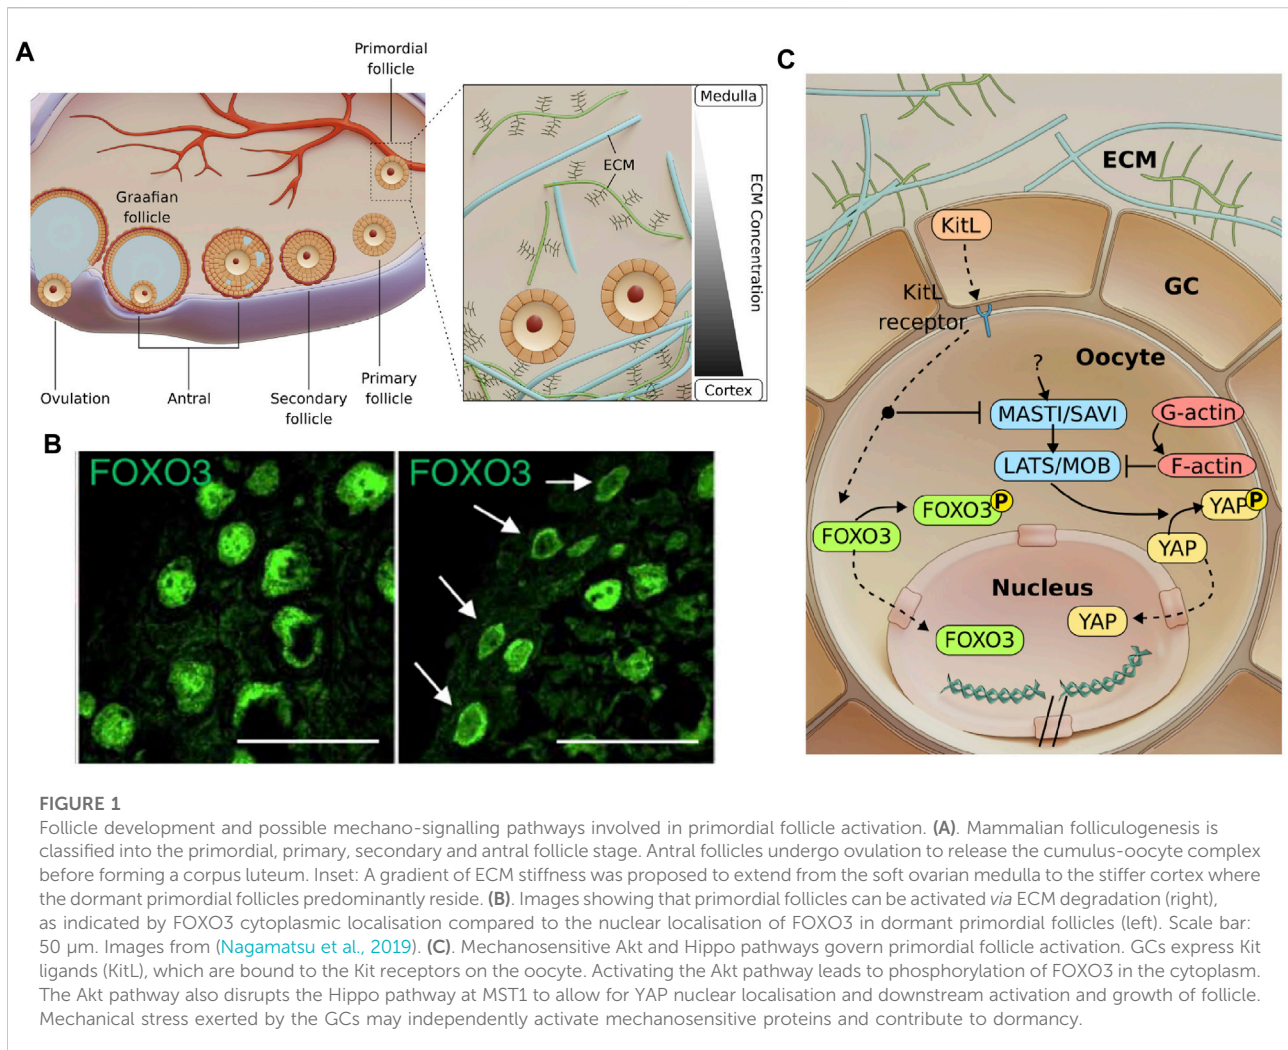 A
Primordial
follicle
Graafian
follicle
Ovulation
Antral
Secondary
follicle
Primary
follicle
ECM
Medulla
ECM Concentration
Cortex
B
FOXO3
FOXO3
C
ECM
KitL
GC
KitL
receptor
Oocyte
?
MASTI/SAVI
G-actin
LATS/MOB
F-actin
FOXO3 P
YAP P
FOXO3
YAP
Nucleus
YAP
FOXO3
FIGURE 1
Follicle development and possible mechano-signalling pathways involved in primordial follicle activation. (A). Mammalian folliculogenesis is
classified into the primordial, primary, secondary and antral follicle stage. Antral follicles undergo ovulation to release the cumulus-oocyte complex
before forming a corpus luteum. Inset: A gradient of ECM stiffness was proposed to extend from the soft ovarian medulla to the stiffer cortex where
the dormant primordial follicles predominantly reside. (B). Images showing that primordial follicles can be activated via ECM degradation (right),
as indicated by FOXO3 cytoplasmic localisation compared to the nuclear localisation of FOXO3 in dormant primordial follicles (left). Scale bar:
50 µm. Images from (Nagamatsu et al., 2019). (C). Mechanosensitive Akt and Hippo pathways govern primordial follicle activation. GCs express Kit
ligands (KitL), which are bound to the Kit receptors on the oocyte. Activating the Akt pathway leads to phosphorylation of FOXO3 in the cytoplasm.
The Akt pathway also disrupts the Hippo pathway at MST1 to allow for YAP nuclear localisation and downstream activation and growth of follicle.
Mechanical stress exerted by the GCs may independently activate mechanosensitive proteins and contribute to dormancy.